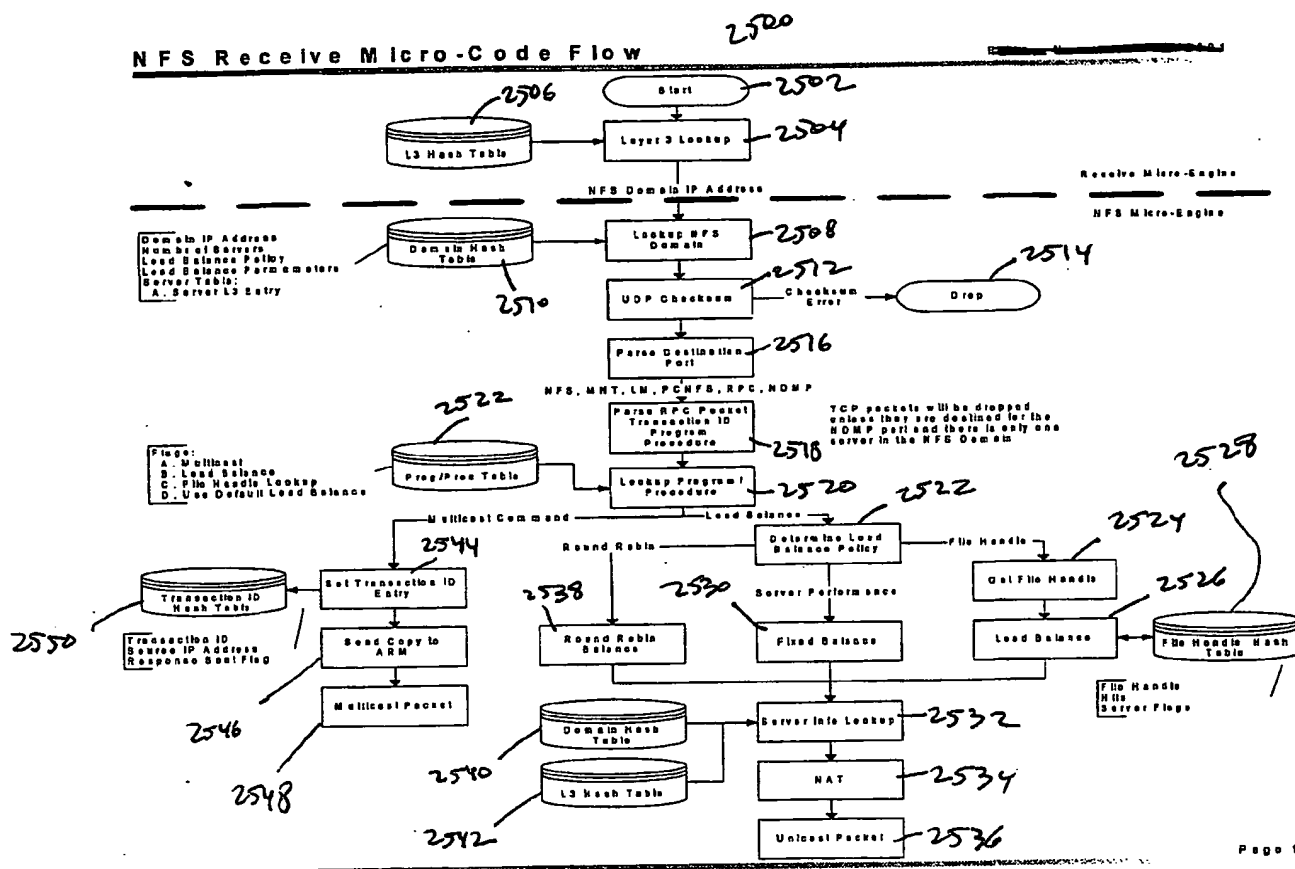 2500
NFS Receive Micro-Code Flow
2506
Start
2502
L3 Hash Table
Layer 3 Lookup
2504
Receive Micro-Engine
NFS Domain IP Address
NFS Micro-Engine
Domain IP Address
Number of Servers
Load Balance Policy
Load Balance Parmameters
Server Table:
A. Server L3 Entry
Domain Hash
Table
2510
Lookup NFS
Domain
2508
UDP Checksum
2512
Checksum
Error
Drop
2514
Parse Destination
Port
2516
NFS, MNT, LM, PCNFS, RPC, NDMP
2522
Parse RPC Packet
Transaction ID
Program
Procedure
2518
TCP packets will be dropped
unless they are destined for the
NDMP port and there is only one
server in the NFS Domain
Flags:
A. Multicast
B. Load Balance
C. File Handle Lookup
D. Use Default Load Balance
Prog/Proc Table
Lookup Program/
Procedure
2520
2528
Multicast Command
Load Balance
2522
2544
Round Robin
Determine Load
Balance Policy
File Handle
2524
Transaction ID
Hash Table
2550
Set Transaction ID
Entry
2538
2530
Server Performance
Get File Handle
2526
Transaction ID
Source IP Address
Response Sent Flag
Send Copy to
ARM
2546
Round Robin
Balance
Fixed Balance
Load Balance
File Handle Hash
Table
Multicast Packet
2548
File Handle
Hits
Server Flags
Domain Hash
Table
2540
Server Info Lookup
2532
L3 Hash Table
2542
NAT
2534
Unicast Packet
2536
Page 1